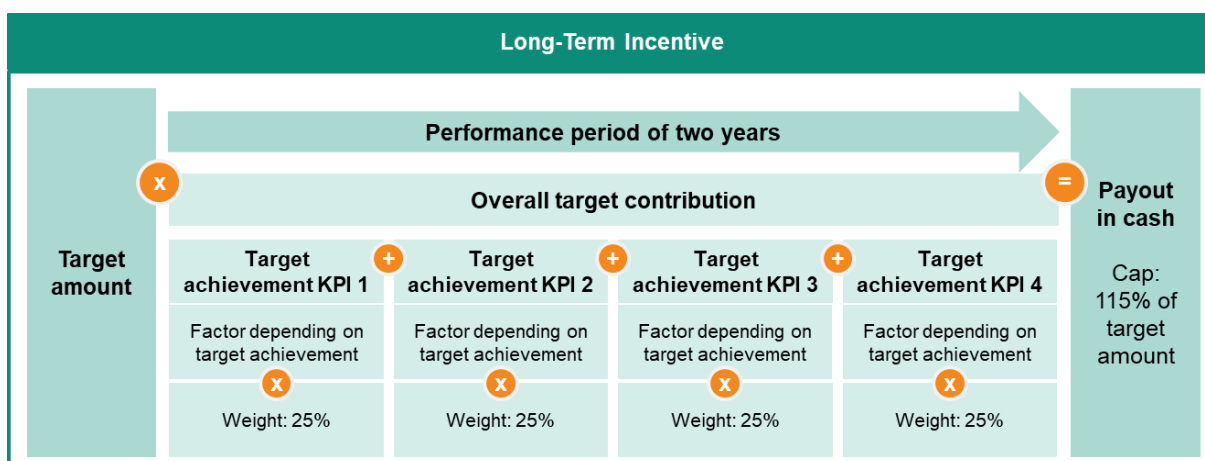 Long-Term Incentive
Performance period of two years
x
=
Overall target contribution
Target
amount
Target
achievement KPI 1
+
Target
achievement KPI 2
+
Target
achievement KPI 3
+
Target
achievement KPI 4
Factor depending on
target achievement
Factor depending on
target achievement
Factor depending on
target achievement
Factor depending on
target achievement
x
x
x
x
Weight: 25%
Weight: 25%
Weight: 25%
Weight: 25%
Payout
in cash
Cap:
115% of
target
amount